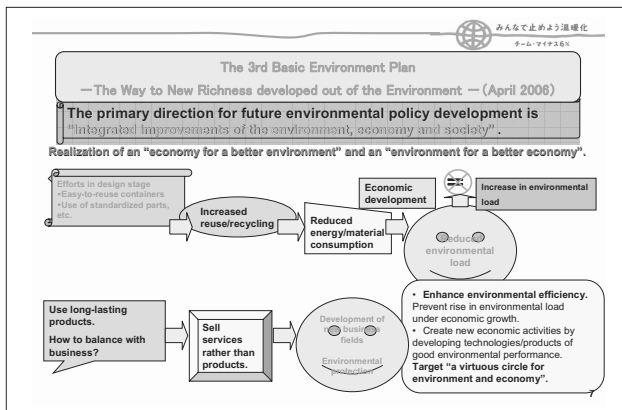 みんなで止めよう温暖化
チーム・マイナス6%
The 3rd Basic Environment Plan
—The Way to New Richness developed out of the Environment —(April 2006)
The primary direction for future environmental policy development is
"Integrated improvements of the environment, economy and society".
Realization of an "economy for a better environment" and an "environment for a better economy".
Efforts in design stage
•Easy-to-reuse containers
•Use of standardized parts,
etc.
Increased
reuse/recycling
Reduced
energy/material
consumption
Economic
development
Increase in environmental
load
Reduced
environmental
load
Use long-lasting
products.
How to balance with
business?
Sell
services
rather than
products.
Development of
new business
fields
Environmental
protection
• Enhance environmental efficiency.
Prevent rise in environmental load
under economic growth.
• Create new economic activities by
developing technologies/products of
good environmental performance.
Target "a virtuous circle for
environment and economy".
7